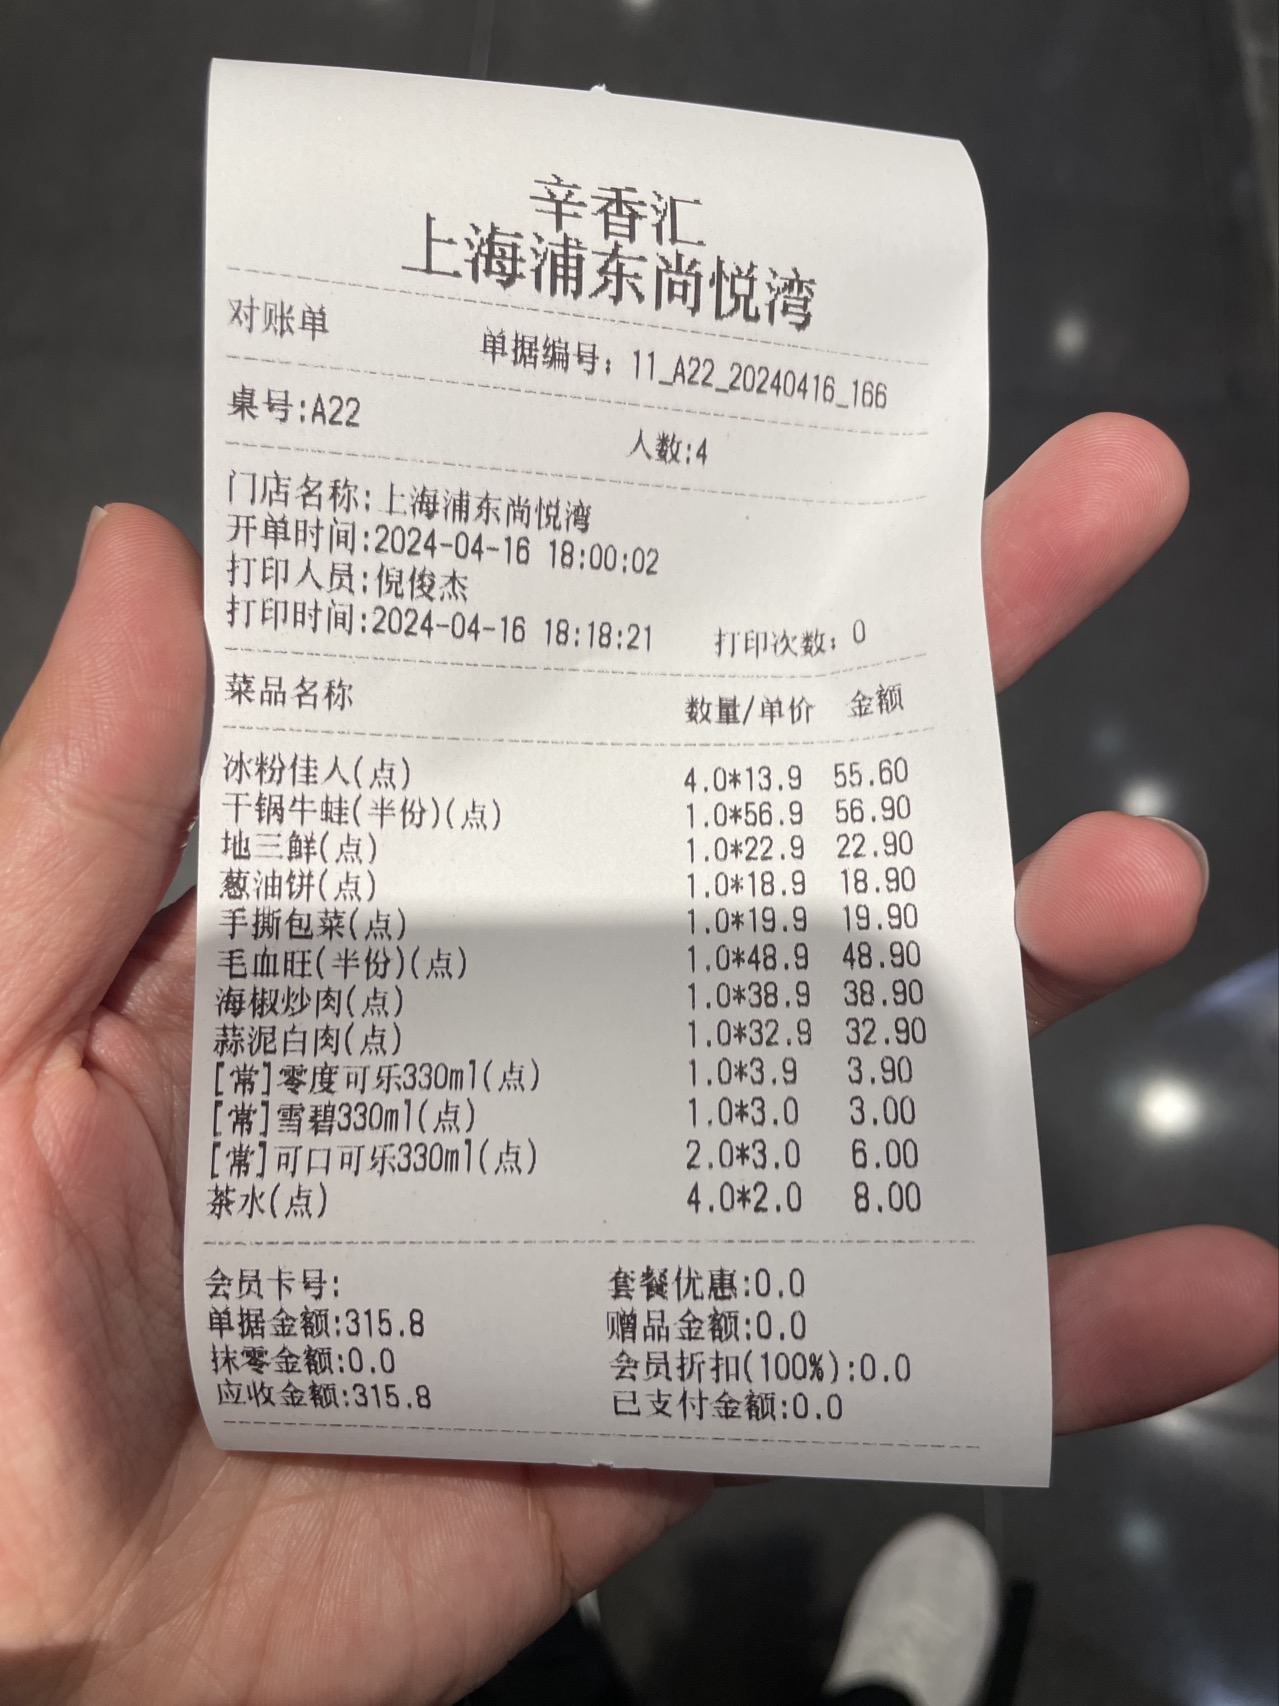 辛香汇
上海浦东尚悦湾
对账单 单据编号：11_A22_20240416_166
桌号:A22 人数:4
门店名称:上海浦东尚悦湾
开单时间:2024-04-16 18:00:02
打印人员:倪俊杰
打印时间:2024-04-16 18:18:21 打印次数：0
菜品名称 数量/单价 金额
冰粉佳人(点) 4.0*13.9 55.60
干锅牛蛙(半份)(点) 1.0*56.9 56.90
地三鲜(点) 1.0*22.9 22.90
葱油饼(点) 1.0*18.9 18.90
手撕包菜(点) 1.0*19.9 19.90
毛血旺(半份)(点) 1.0*48.9 48.90
海椒炒肉(点) 1.0*38.9 38.90
蒜泥白肉(点) 1.0*32.9 32.90
[常]零度可乐330ml(点) 1.0*3.9 3.90
[常]雪碧330ml(点) 1.0*3.0 3.00
[常]可口可乐330ml(点) 2.0*3.0 6.00
茶水(点) 4.0*2.0 8.00
会员卡号: 套餐优惠:0.0
单据金额:315.8 赠品金额:0.0
抹零金额:0.0 会员折扣(100%):0.0
应收金额:315.8 已支付金额:0.0